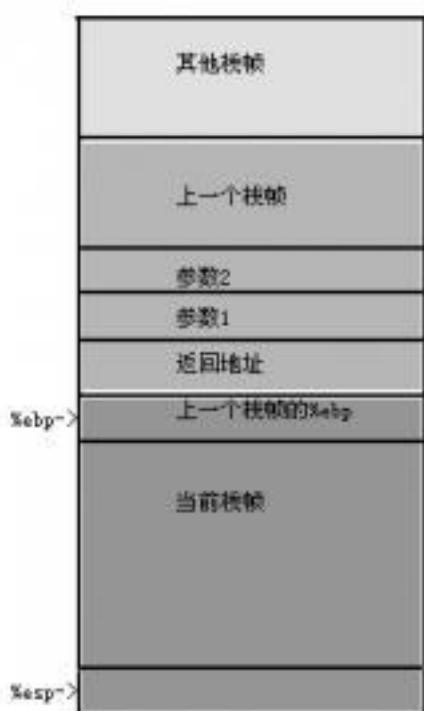 其他栈帧
上一个栈帧
参数2
参数1
返回地址
%ebp-> 上一个栈帧的%ebp
当前栈帧
%esp->